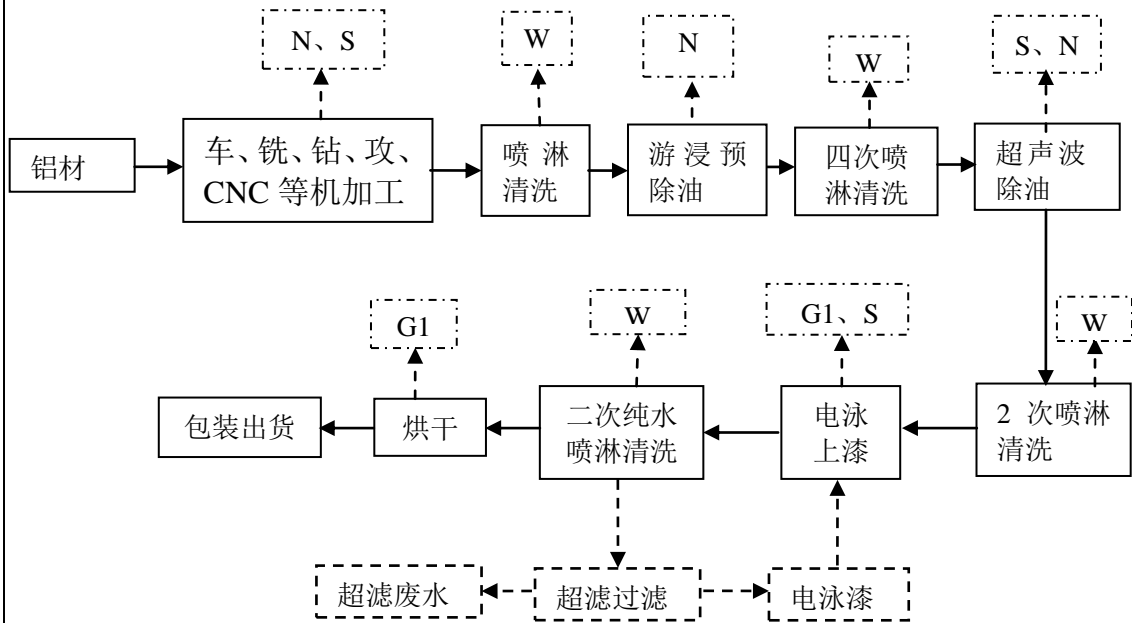 N、S
W
N
W
S、N
铝材
车、铣、钻、攻、
CNC 等机加工
喷淋
清洗
游浸预
除油
四次喷
淋清洗
超声波
除油
G1
W
G1、S
W
包装出货
烘干
二次纯水
喷淋清洗
电泳
上漆
2 次喷淋
清洗
超滤废水
超滤过滤
电泳漆